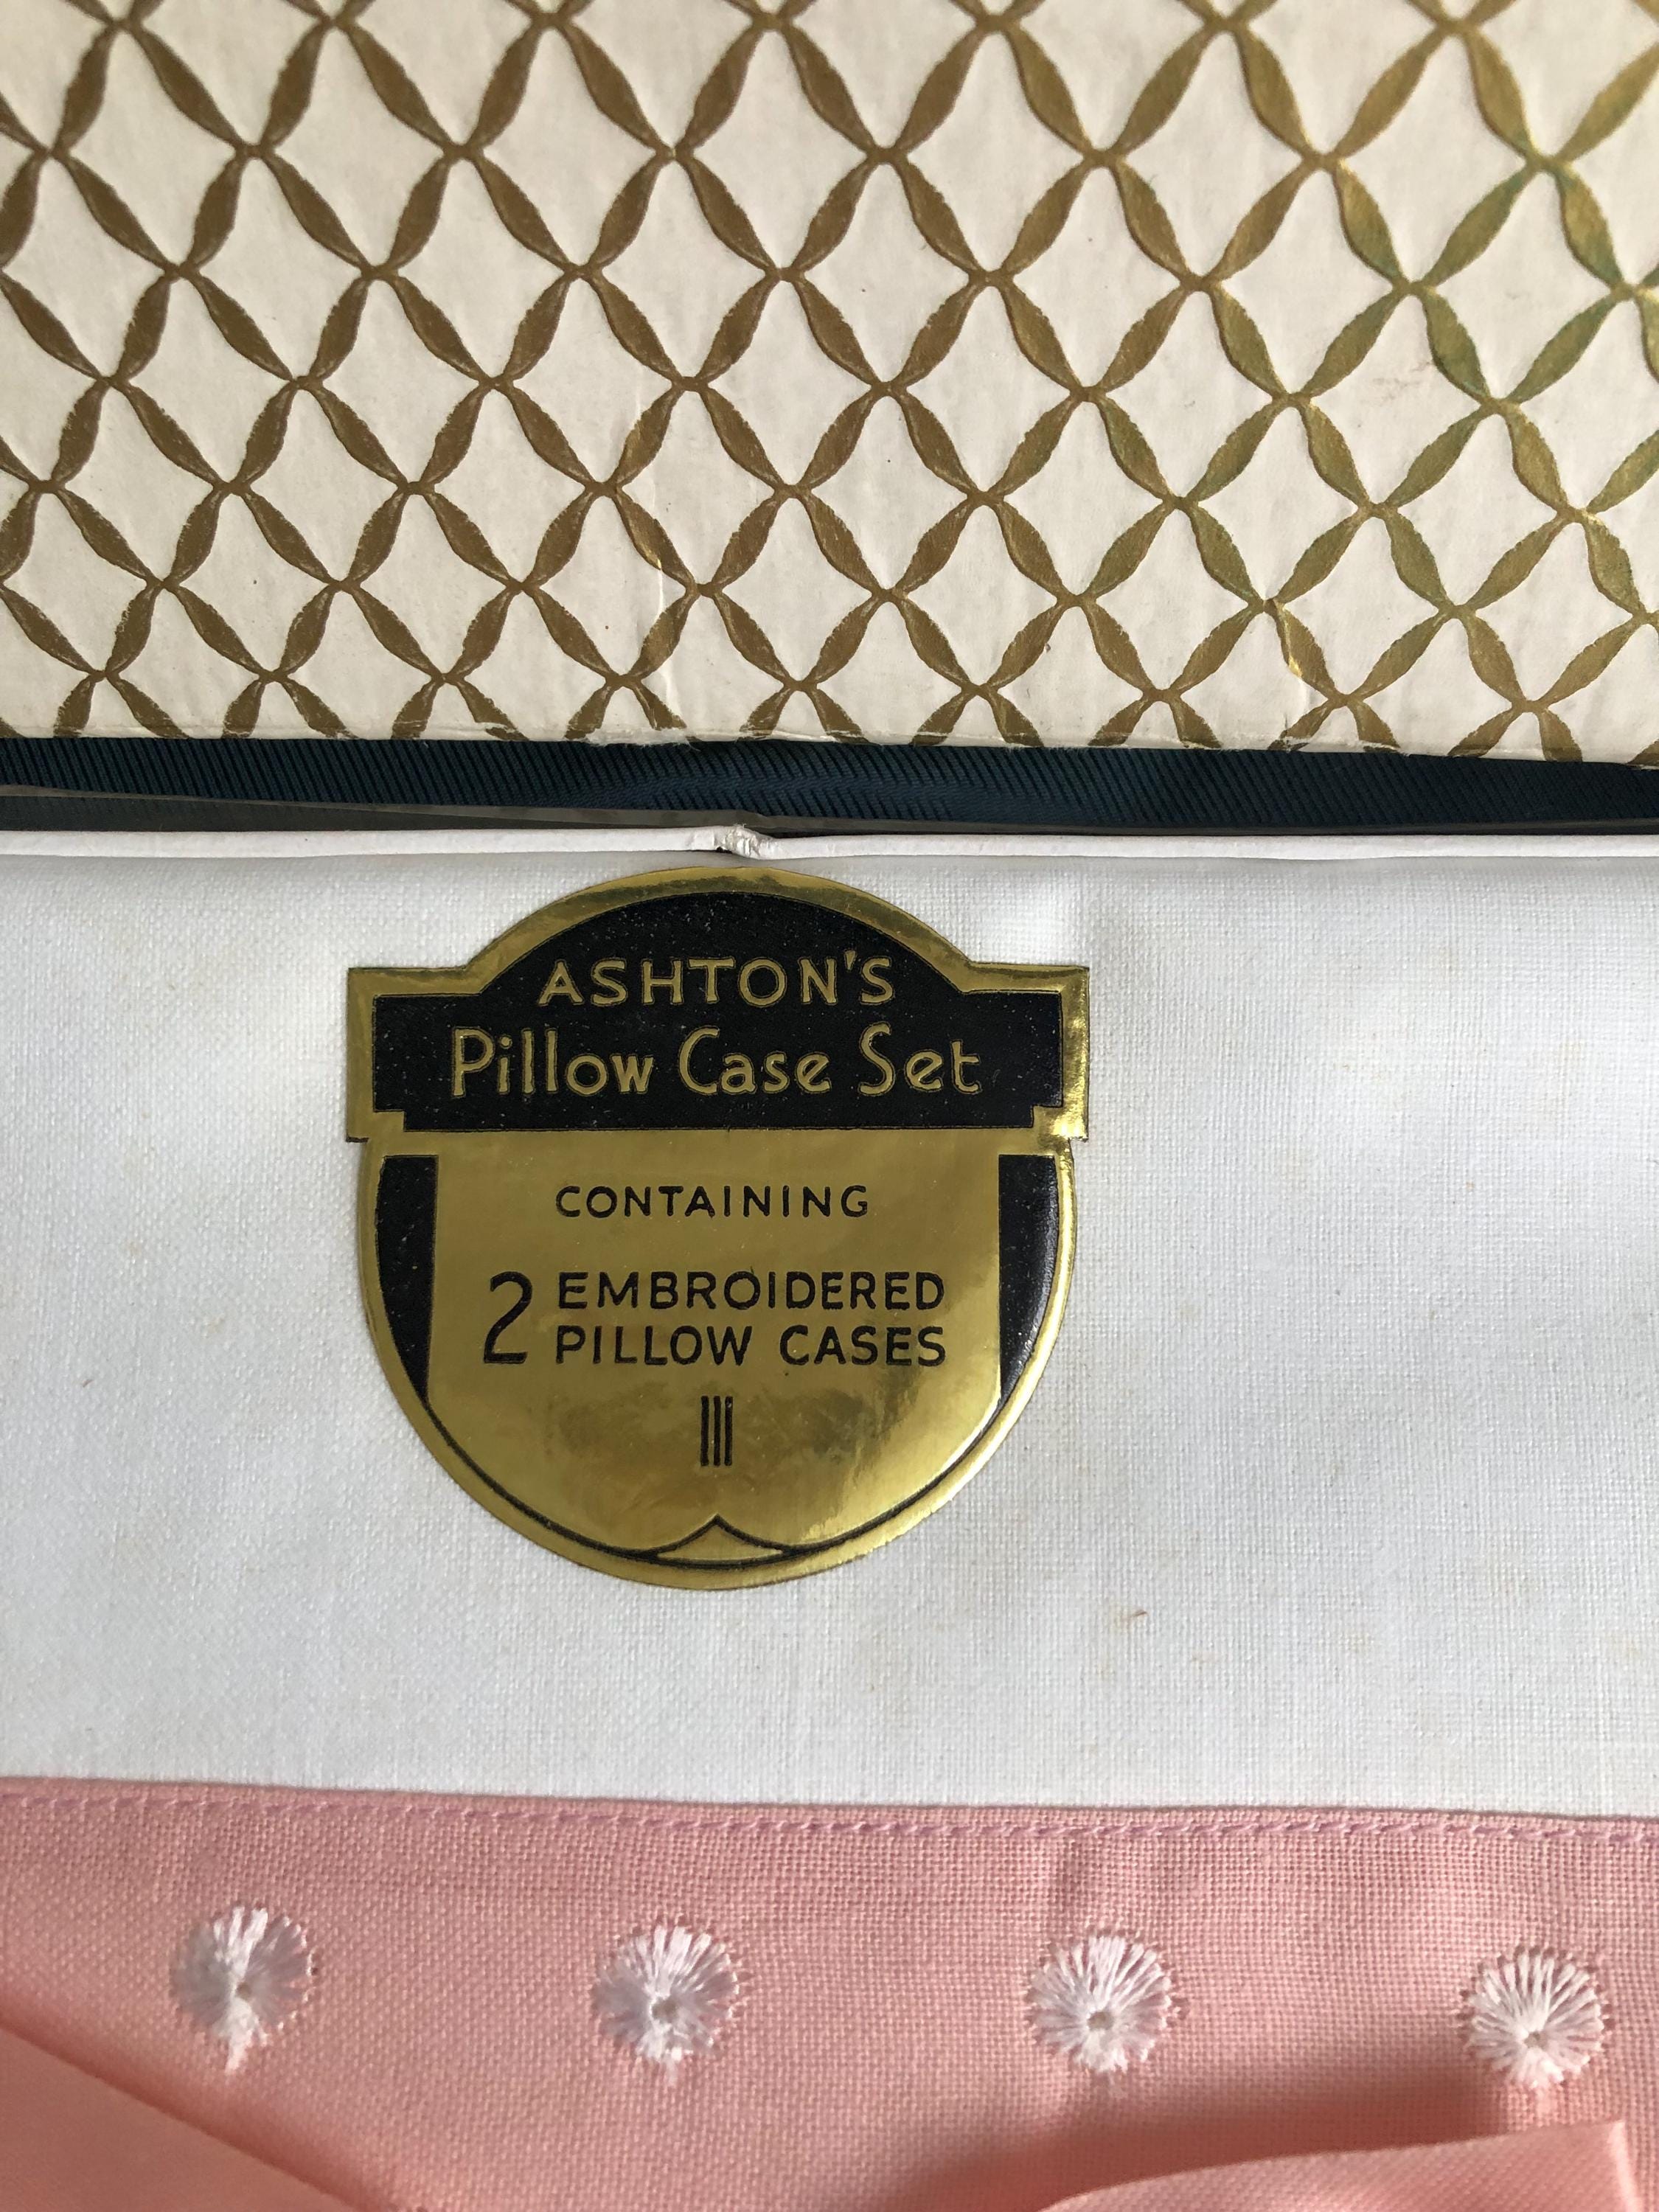 ASHTON'S
Pillow Case Set
CONTAINING
2 EMBROIDERED
PILLOW CASES